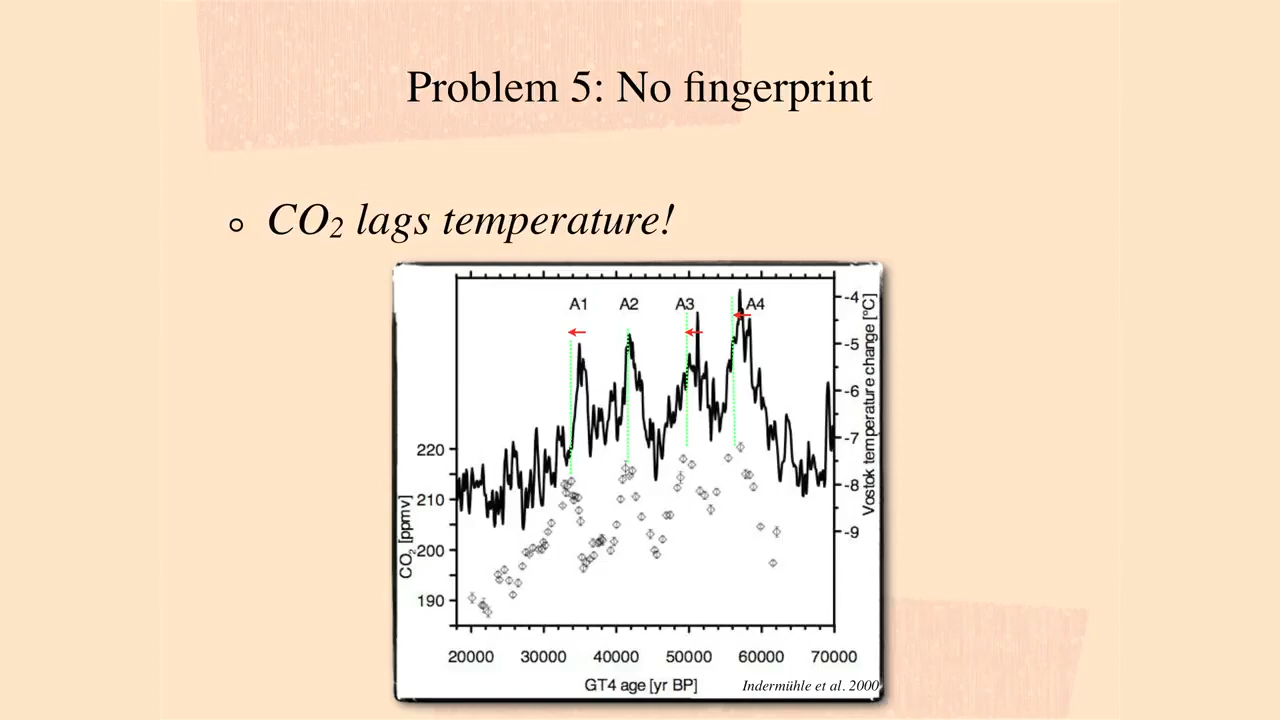 Problem 5: No fingerprint
CO₂ lags temperature!
A1 A2 A3 A4
-4
-5
-6
-7
-8
-9
Vostok temperature change [°C]
220
210
200
190
CO₂ [ppmv]
20000 30000 40000 50000 60000 70000
GT4 age [yr BP]
Indermühle et al. 2000